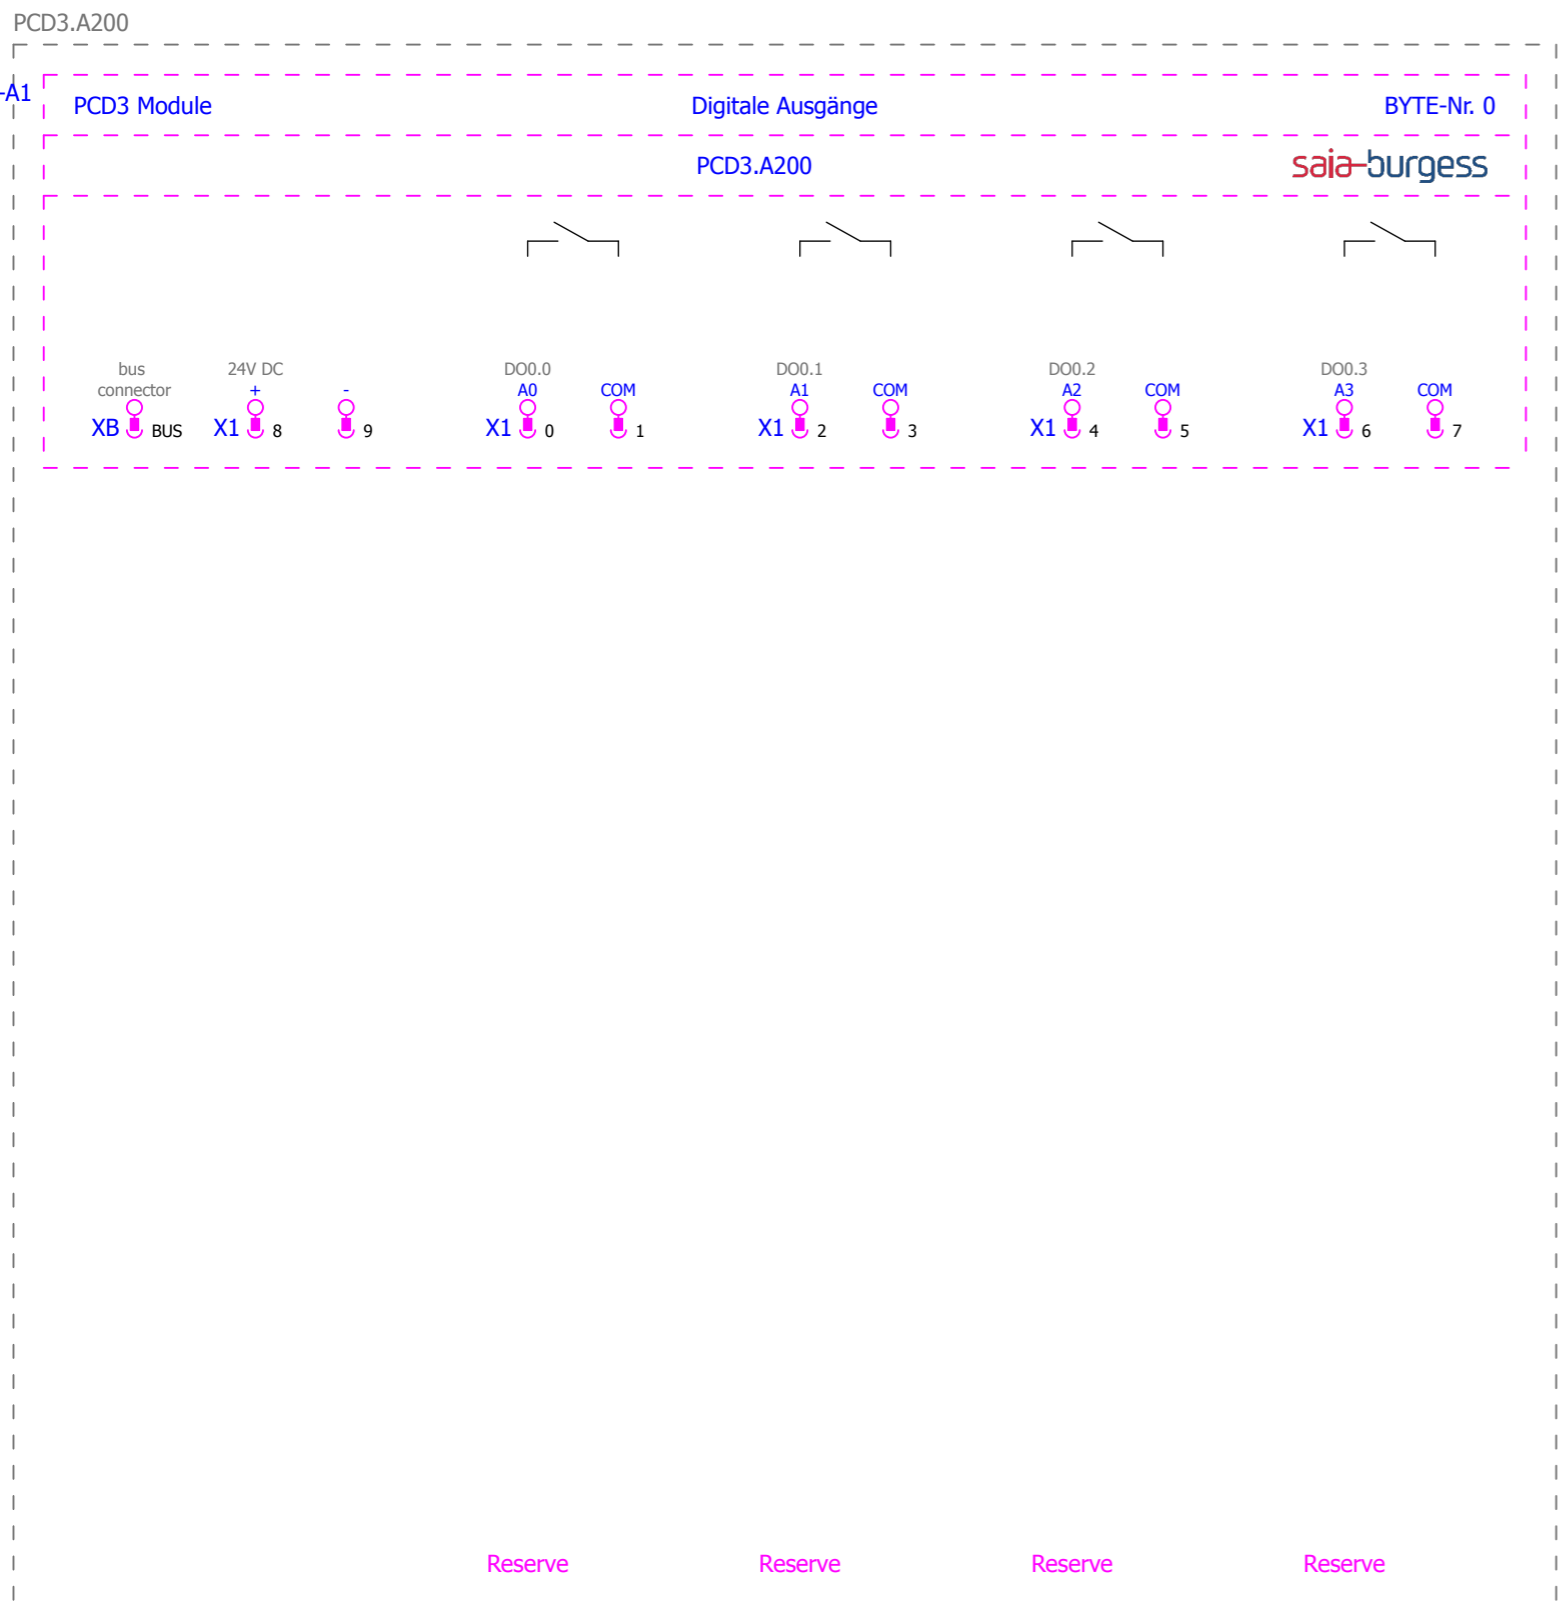 PCD3.A200
-A1
PCD3 Module Digitale Ausgänge BYTE-Nr. 0
PCD3.A200 saia-burgess
bus 24V DC DO0.0 DO0.1 DO0.2 DO0.3
connector + - A0 COM A1 COM A2 COM A3 COM
XB BUS X1 8 9 X1 0 1 X1 2 3 X1 4 5 X1 6 7
Reserve Reserve Reserve Reserve